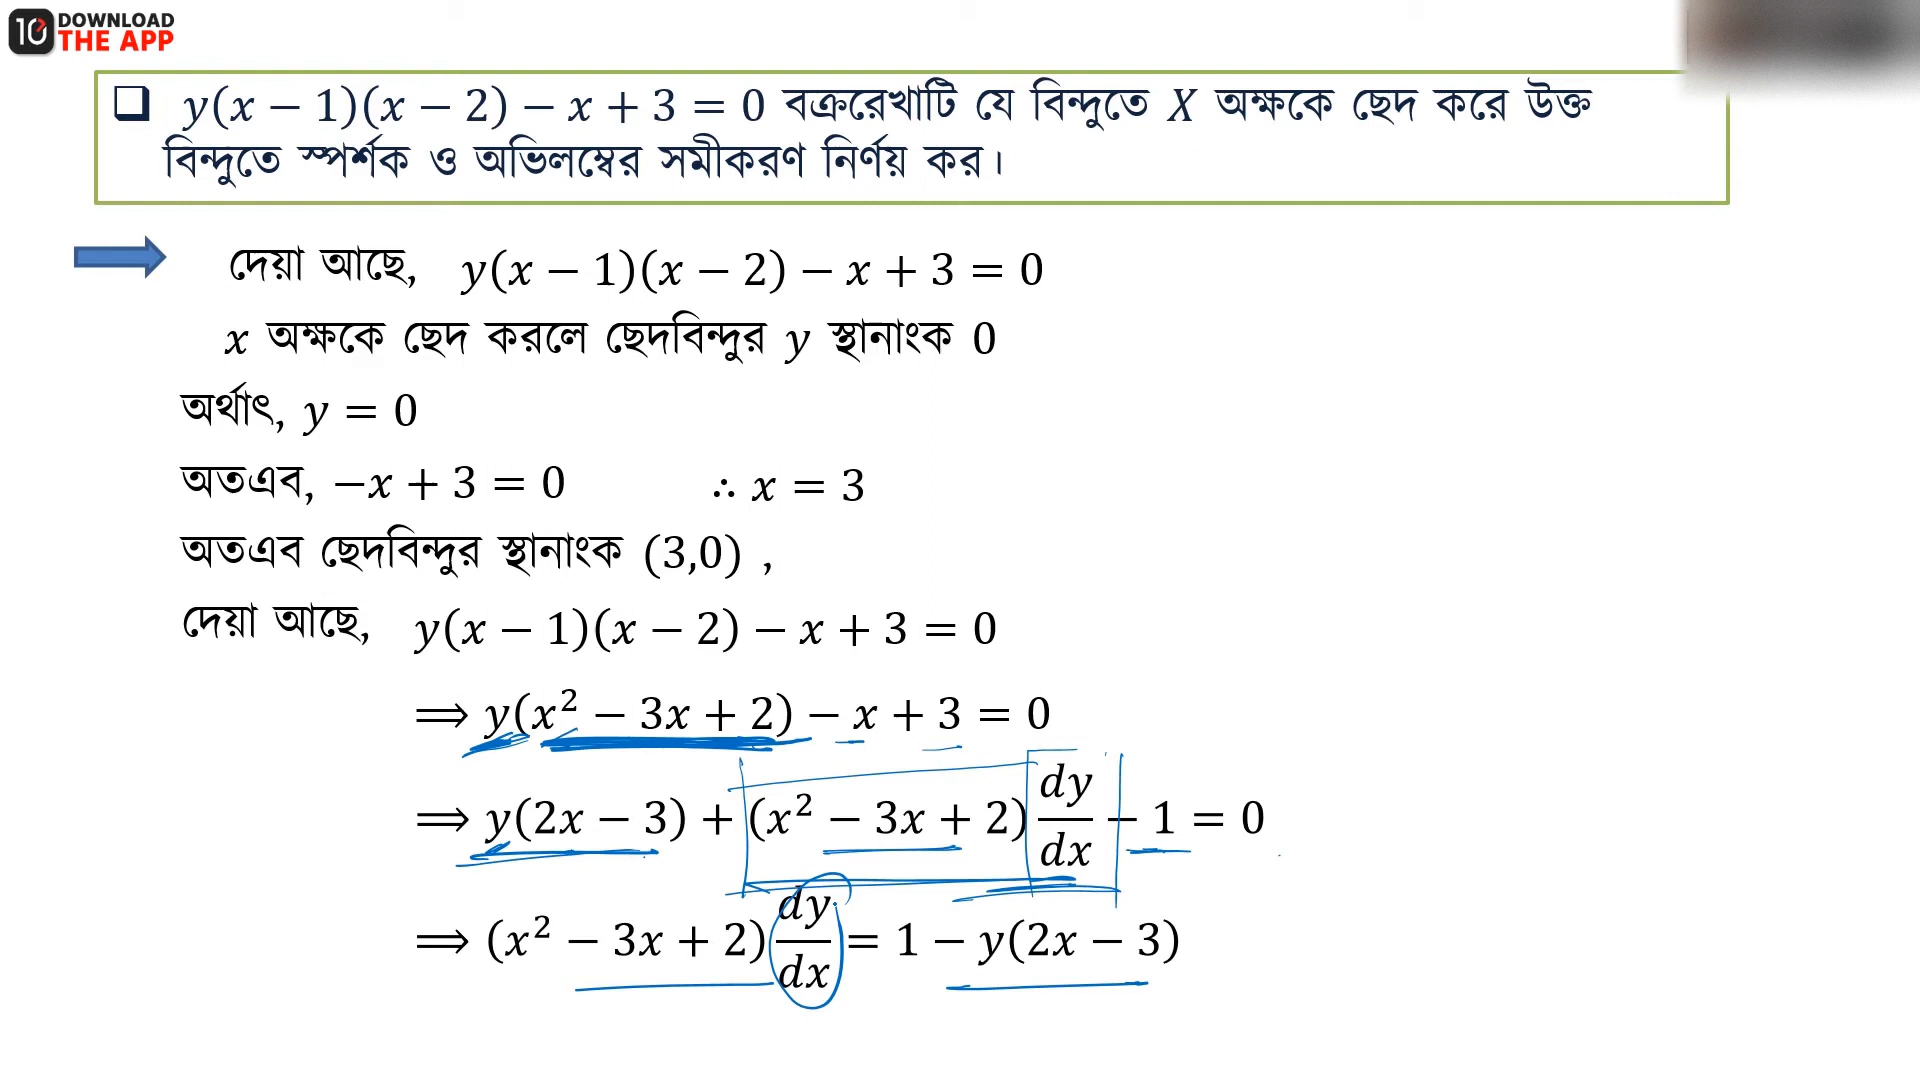 10 DOWNLOAD
THE APP
❑ y(x − 1)(x − 2) − x + 3 = 0 বক্ররেখাটি যে বিন্দুতে X অক্ষকে ছেদ করে উক্ত
বিন্দুতে স্পর্শক ও অভিলম্বের সমীকরণ নির্ণয় কর।
দেয়া আছে, y(x − 1)(x − 2) − x + 3 = 0
x অক্ষকে ছেদ করলে ছেদবিন্দুর y স্থানাংক 0
অর্থাৎ, y = 0
অতএব, −x + 3 = 0 ∴ x = 3
অতএব ছেদবিন্দুর স্থানাংক (3,0) ,
দেয়া আছে, y(x − 1)(x − 2) − x + 3 = 0
⟹ y(x² − 3x + 2) − x + 3 = 0
⟹ y(2x − 3) + (x² − 3x + 2) dy/dx − 1 = 0
⟹ (x² − 3x + 2) dy/dx = 1 − y(2x − 3)